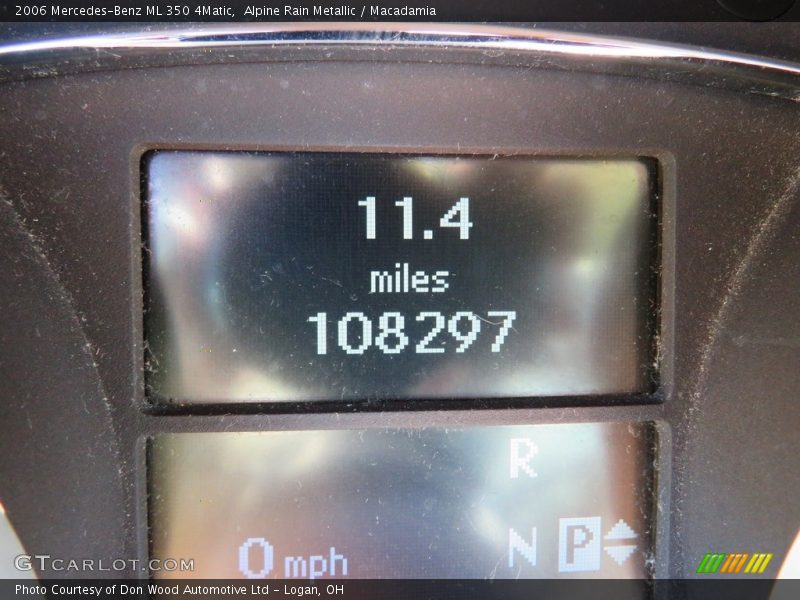 2006 Mercedes-Benz ML 350 4Matic,  Alpine Rain Metallic / Macadamia
11.4
miles
108297
R
0 mph N P
GTCARLOT.COM
Photo Courtesy of Don Wood Automotive Ltd - Logan, OH